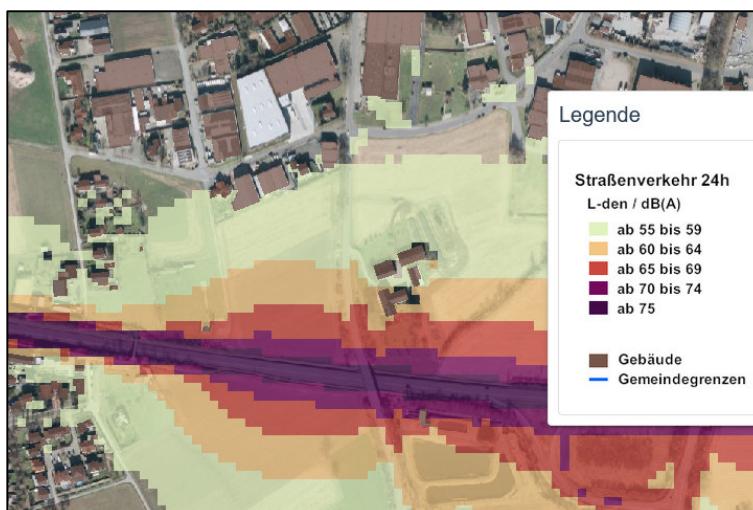 Legende
Straßenverkehr 24h
L-den / dB(A)
ab 55 bis 59
ab 60 bis 64
ab 65 bis 69
ab 70 bis 74
ab 75
Gebäude
Gemeindegrenzen